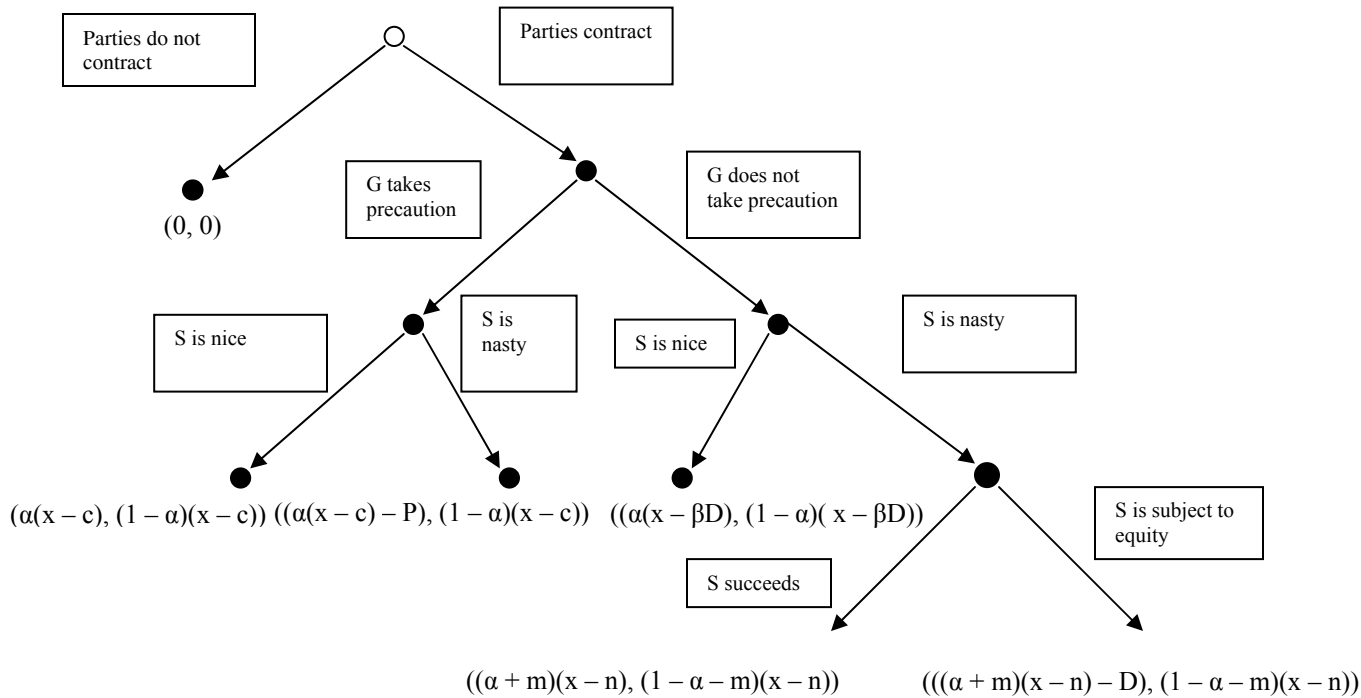 Parties do not
contract
Parties contract
(0, 0)
G takes
precaution
G does not
take precaution
S is nice
S is
nasty
S is nice
S is nasty
(α(x – c), (1 – α)(x – c))
((α(x – c) – P), (1 – α)(x – c))
((α(x – βD), (1 – α)( x – βD))
S is subject to
equity
S succeeds
((α + m)(x – n), (1 – α – m)(x – n))
(((α + m)(x – n) – D), (1 – α – m)(x – n))